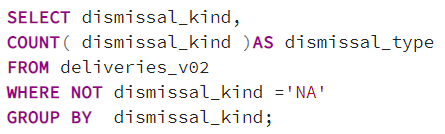 SELECT dismissal_kind,
COUNT( dismissal_kind )AS dismissal_type
FROM deliveries_v02
WHERE NOT dismissal_kind ='NA'
GROUP BY  dismissal_kind;